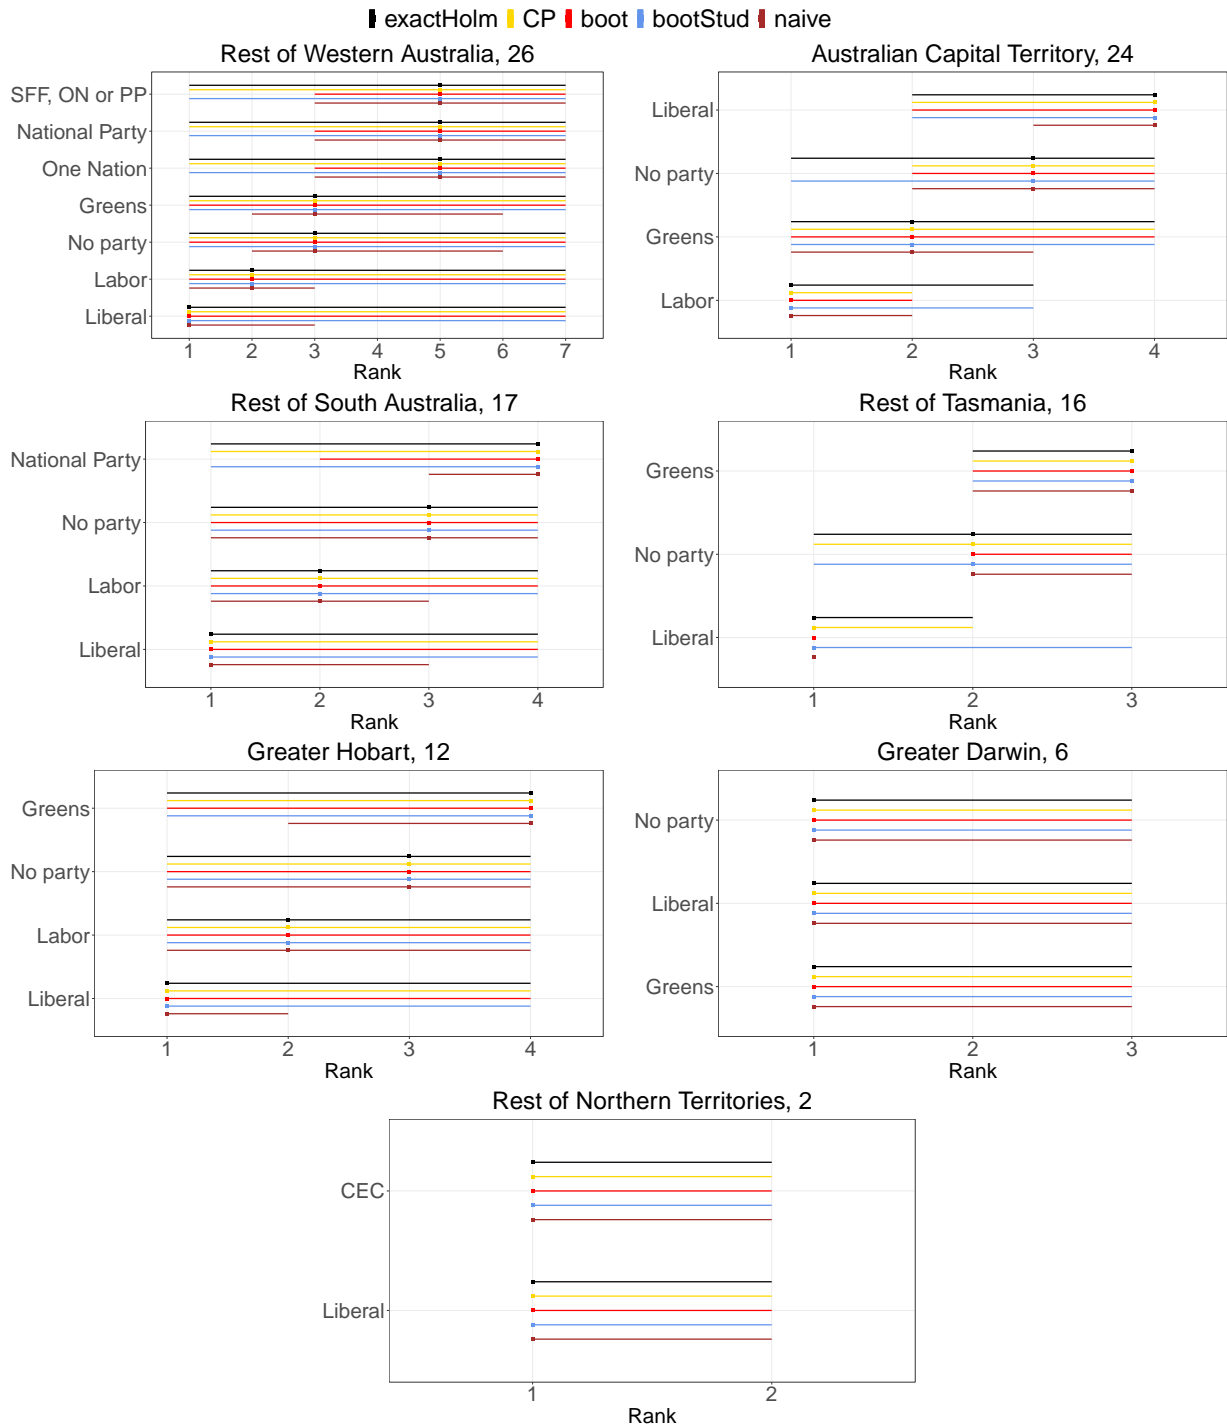 exactHolm CP boot bootStud naive
Rest of Western Australia, 26
SFF, ON or PP
National Party
One Nation
Greens
No party
Labor
Liberal
1 2 3 4 5 6 7
Rank
Australian Capital Territory, 24
Liberal
No party
Greens
Labor
1 2 3 4
Rank
Rest of South Australia, 17
National Party
No party
Labor
Liberal
1 2 3 4
Rank
Rest of Tasmania, 16
Greens
No party
Liberal
1 2 3
Rank
Greater Hobart, 12
Greens
No party
Labor
Liberal
1 2 3 4
Rank
Greater Darwin, 6
No party
Liberal
Greens
1 2 3
Rank
Rest of Northern Territories, 2
CEC
Liberal
1 2
Rank